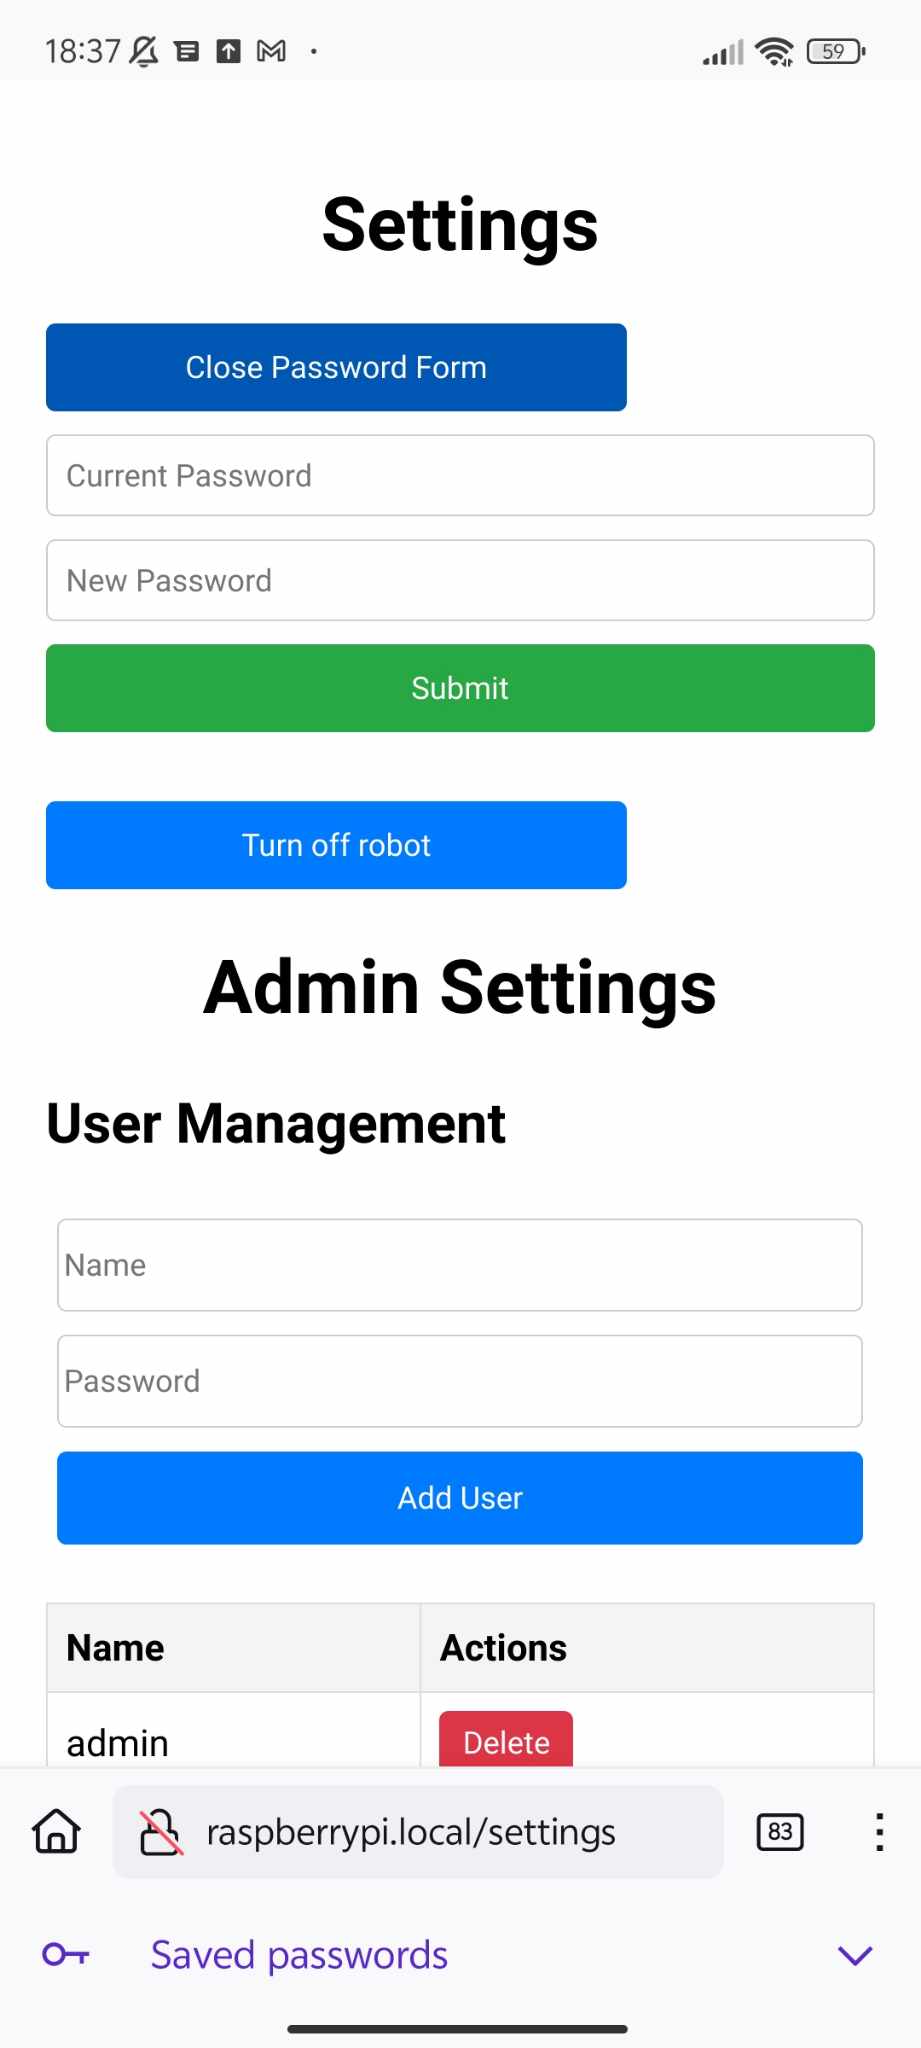 18:37
59
Settings
Close Password Form
Current Password
New Password
Submit
Turn off robot
Admin Settings
User Management
Name
Password
Add User
Name Actions
admin Delete
raspberrypi.local/settings 83
Saved passwords